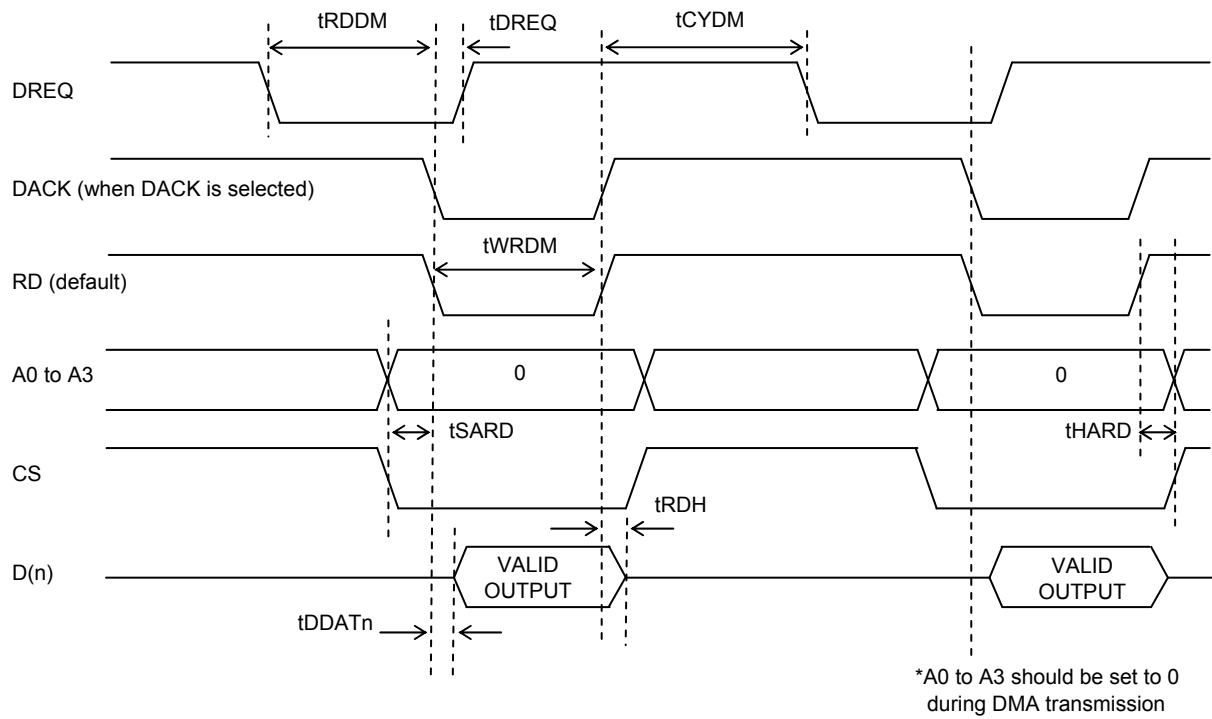 tRDDM
tDREQ
tCYDM
DREQ
DACK (when DACK is selected)
tWRDM
RD (default)
A0 to A3
0
0
tSARD
tHARD
CS
tRDH
D(n)
VALID
OUTPUT
VALID
OUTPUT
tDDATn
*A0 to A3 should be set to 0
during DMA transmission